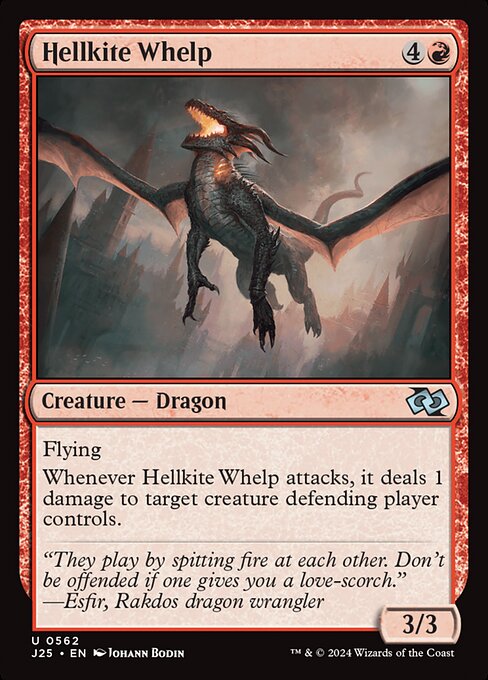 Hellkite Whelp 4
Creature — Dragon
Flying
Whenever Hellkite Whelp attacks, it deals 1
damage to target creature defending player
controls.
“They play by spitting fire at each other. Don’t
be offended if one gives you a love-scorch.”
—Esfir, Rakdos dragon wrangler
3/3
U 0562
J25 • EN Johann Bodin
™ & © 2024 Wizards of the Coast